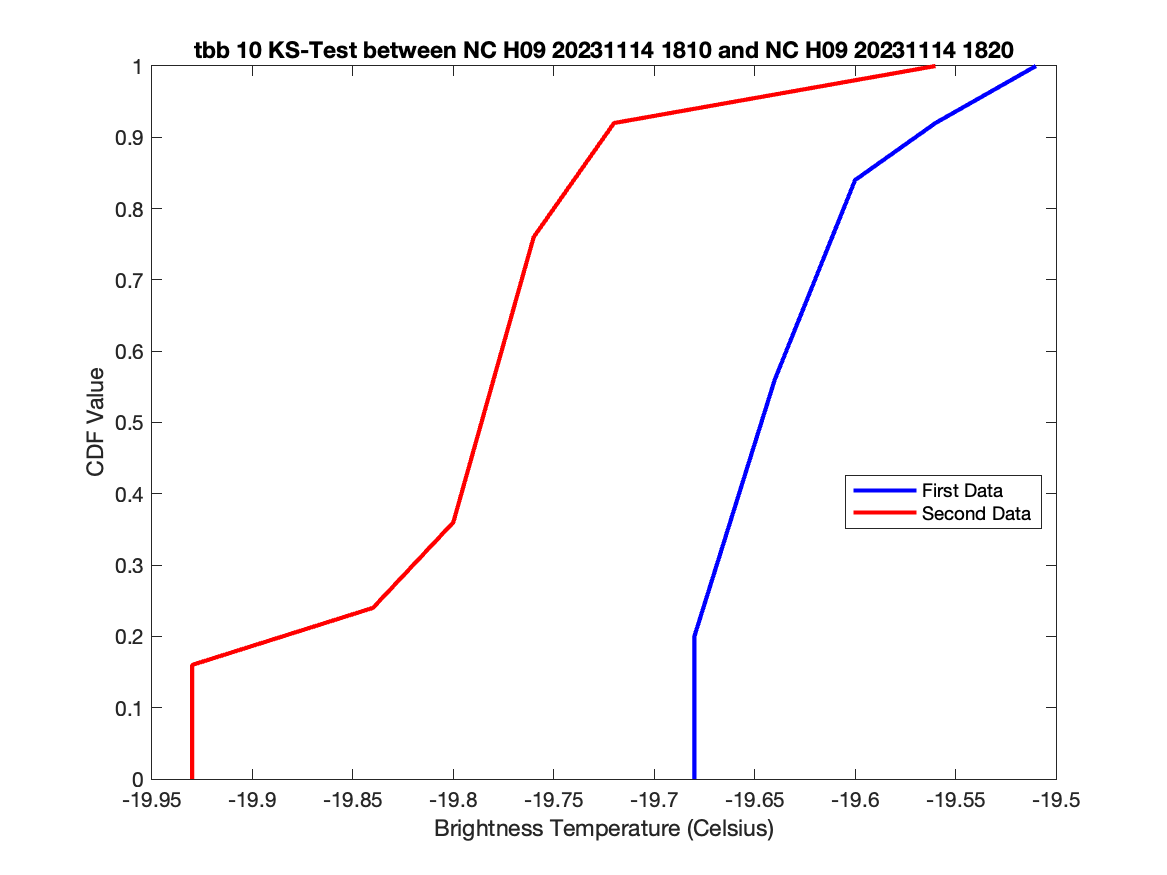 tbb 10 KS-Test between NC H09 20231114 1810 and NC H09 20231114 1820
1
0.9
0.8
0.7
0.6
0.5
0.4
0.3
0.2
0.1
0
CDF Value
First Data
Second Data
-19.95 -19.9 -19.85 -19.8 -19.75 -19.7 -19.65 -19.6 -19.55 -19.5
Brightness Temperature (Celsius)